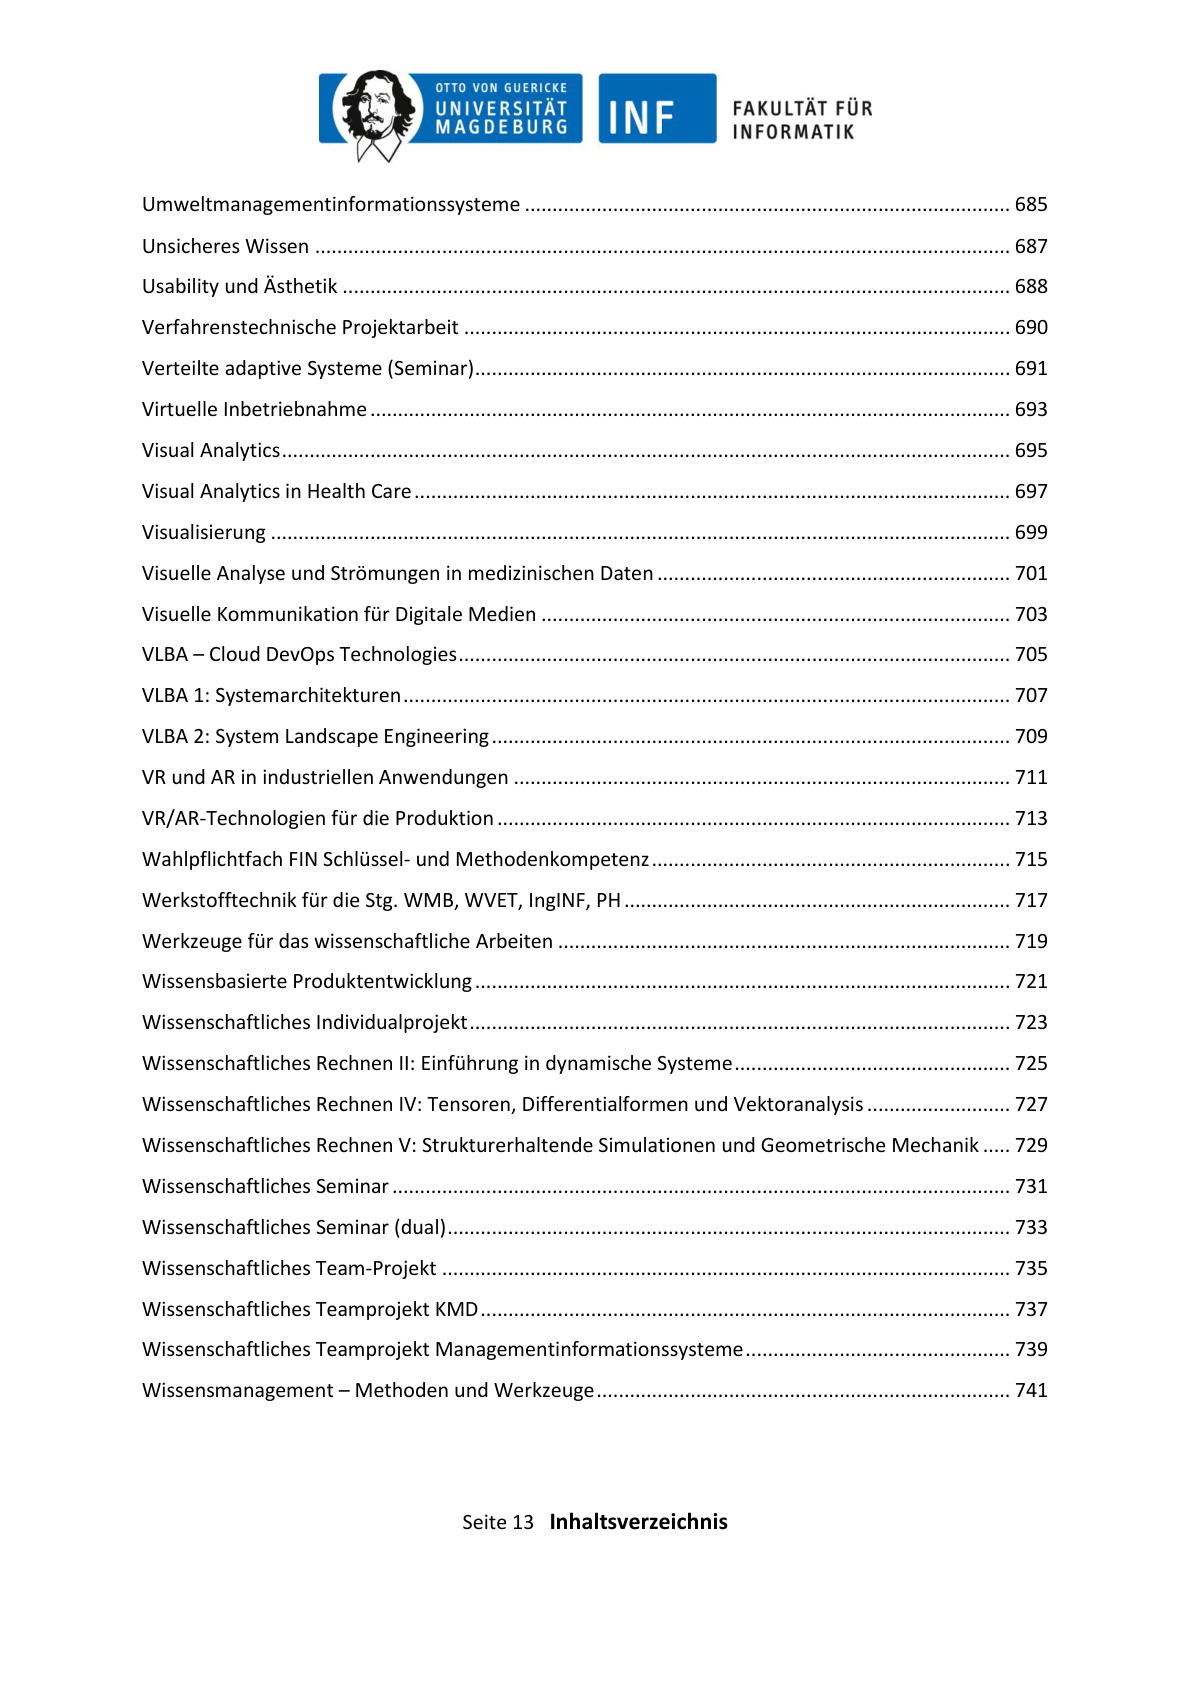 OTTO VON GUERICKE
UNIVERSITÄT
MAGDEBURG
INF
FAKULTÄT FÜR
INFORMATIK
Umweltmanagementinformationssysteme ........................................................................................ 685
Unsicheres Wissen .............................................................................................................................. 687
Usability und Ästhetik ......................................................................................................................... 688
Verfahrenstechnische Projektarbeit ................................................................................................... 690
Verteilte adaptive Systeme (Seminar)................................................................................................. 691
Virtuelle Inbetriebnahme .................................................................................................................... 693
Visual Analytics.................................................................................................................................... 695
Visual Analytics in Health Care ............................................................................................................ 697
Visualisierung ...................................................................................................................................... 699
Visuelle Analyse und Strömungen in medizinischen Daten ................................................................ 701
Visuelle Kommunikation für Digitale Medien ..................................................................................... 703
VLBA – Cloud DevOps Technologies.................................................................................................... 705
VLBA 1: Systemarchitekturen .............................................................................................................. 707
VLBA 2: System Landscape Engineering .............................................................................................. 709
VR und AR in industriellen Anwendungen .......................................................................................... 711
VR/AR-Technologien für die Produktion ............................................................................................. 713
Wahlpflichtfach FIN Schlüssel- und Methodenkompetenz ................................................................. 715
Werkstofftechnik für die Stg. WMB, WVET, IngINF, PH ...................................................................... 717
Werkzeuge für das wissenschaftliche Arbeiten .................................................................................. 719
Wissensbasierte Produktentwicklung ................................................................................................. 721
Wissenschaftliches Individualprojekt .................................................................................................. 723
Wissenschaftliches Rechnen II: Einführung in dynamische Systeme .................................................. 725
Wissenschaftliches Rechnen IV: Tensoren, Differentialformen und Vektoranalysis .......................... 727
Wissenschaftliches Rechnen V: Strukturerhaltende Simulationen und Geometrische Mechanik ..... 729
Wissenschaftliches Seminar ................................................................................................................ 731
Wissenschaftliches Seminar (dual)...................................................................................................... 733
Wissenschaftliches Team-Projekt ....................................................................................................... 735
Wissenschaftliches Teamprojekt KMD ................................................................................................ 737
Wissenschaftliches Teamprojekt Managementinformationssysteme ................................................ 739
Wissensmanagement – Methoden und Werkzeuge ........................................................................... 741
Seite 13 Inhaltsverzeichnis